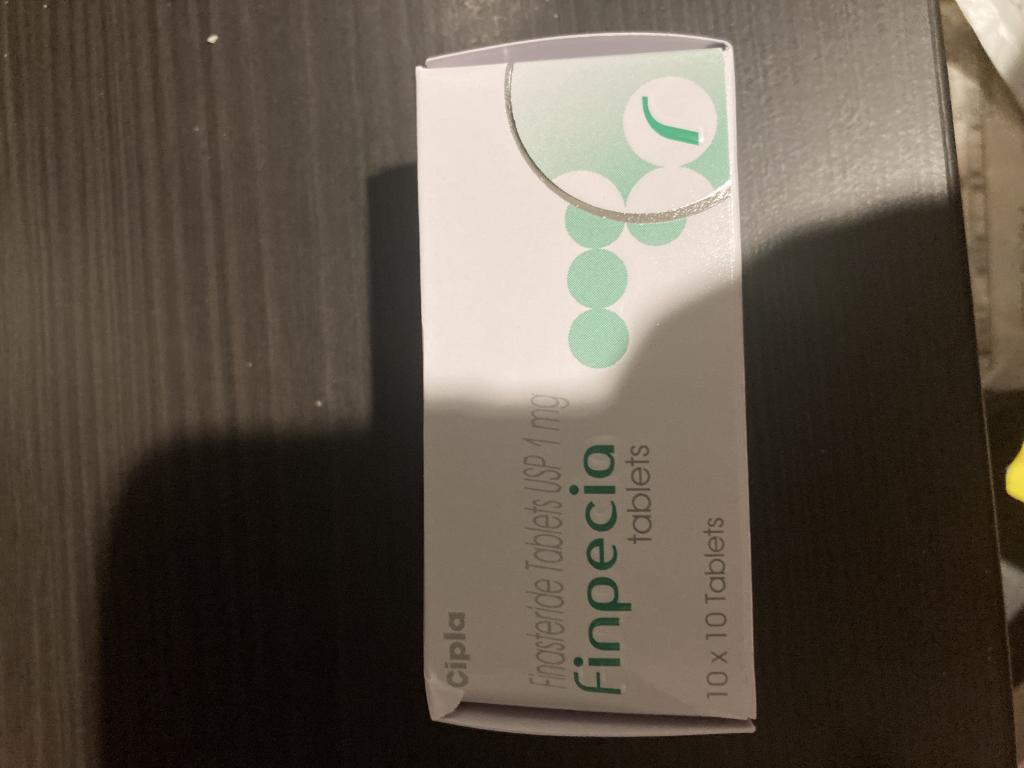 Cipla
Finasteride Tablets USP 1 mg
finpecia
tablets
10 x 10 Tablets